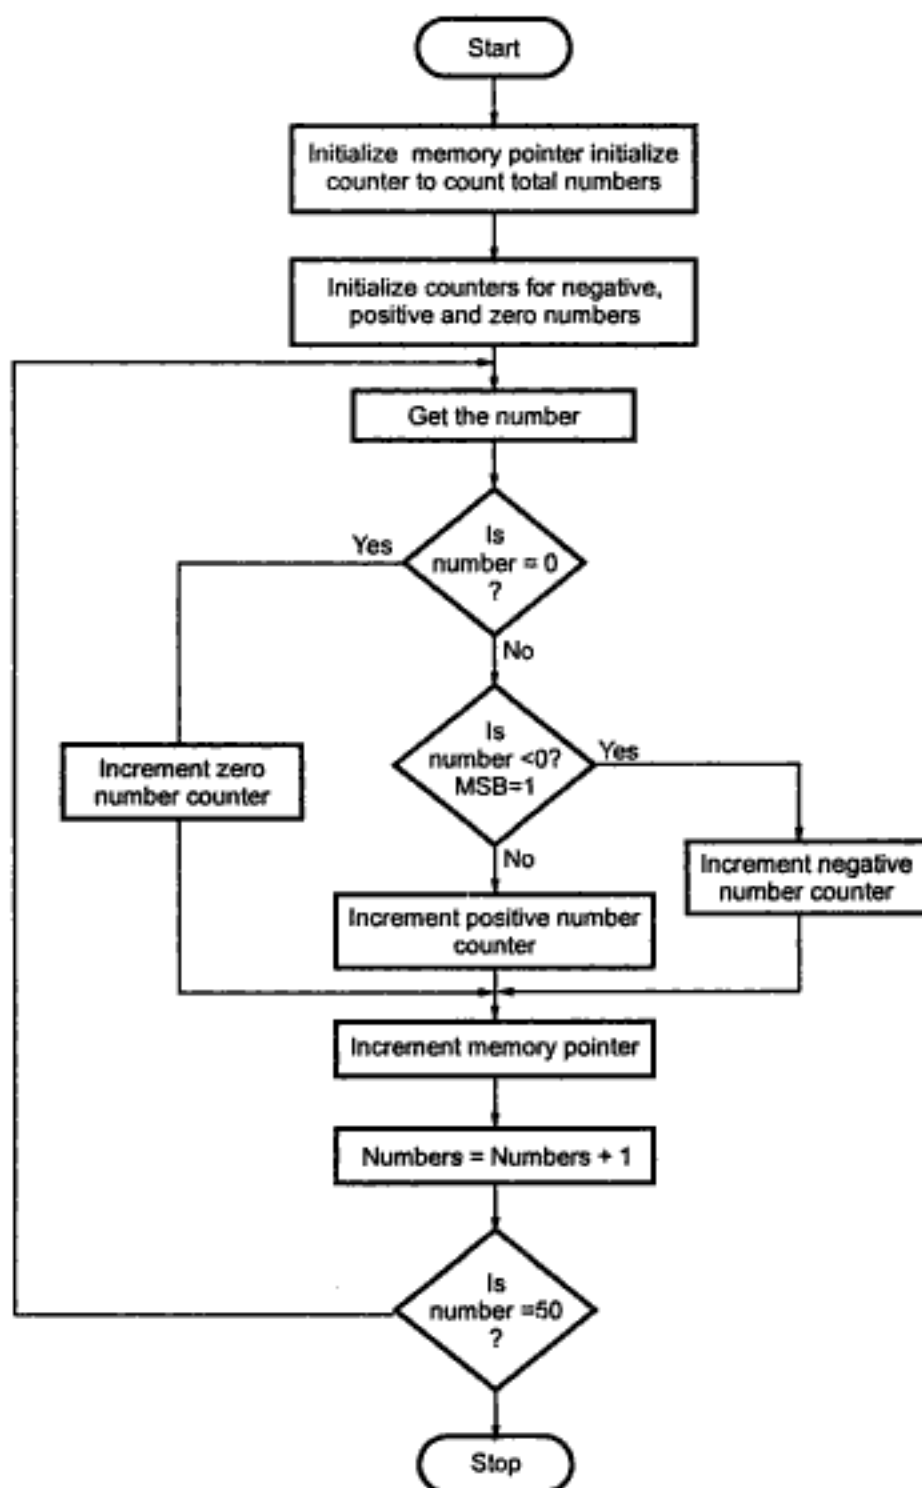 Start
Initialize memory pointer initialize
counter to count total numbers
Initialize counters for negative,
positive and zero numbers
Get the number
Is
number = 0
?
Yes
No
Is
number <0?
MSB=1
Yes
No
Increment zero
number counter
Increment negative
number counter
Increment positive number
counter
Increment memory pointer
Numbers = Numbers + 1
Is
number =50
?
Stop